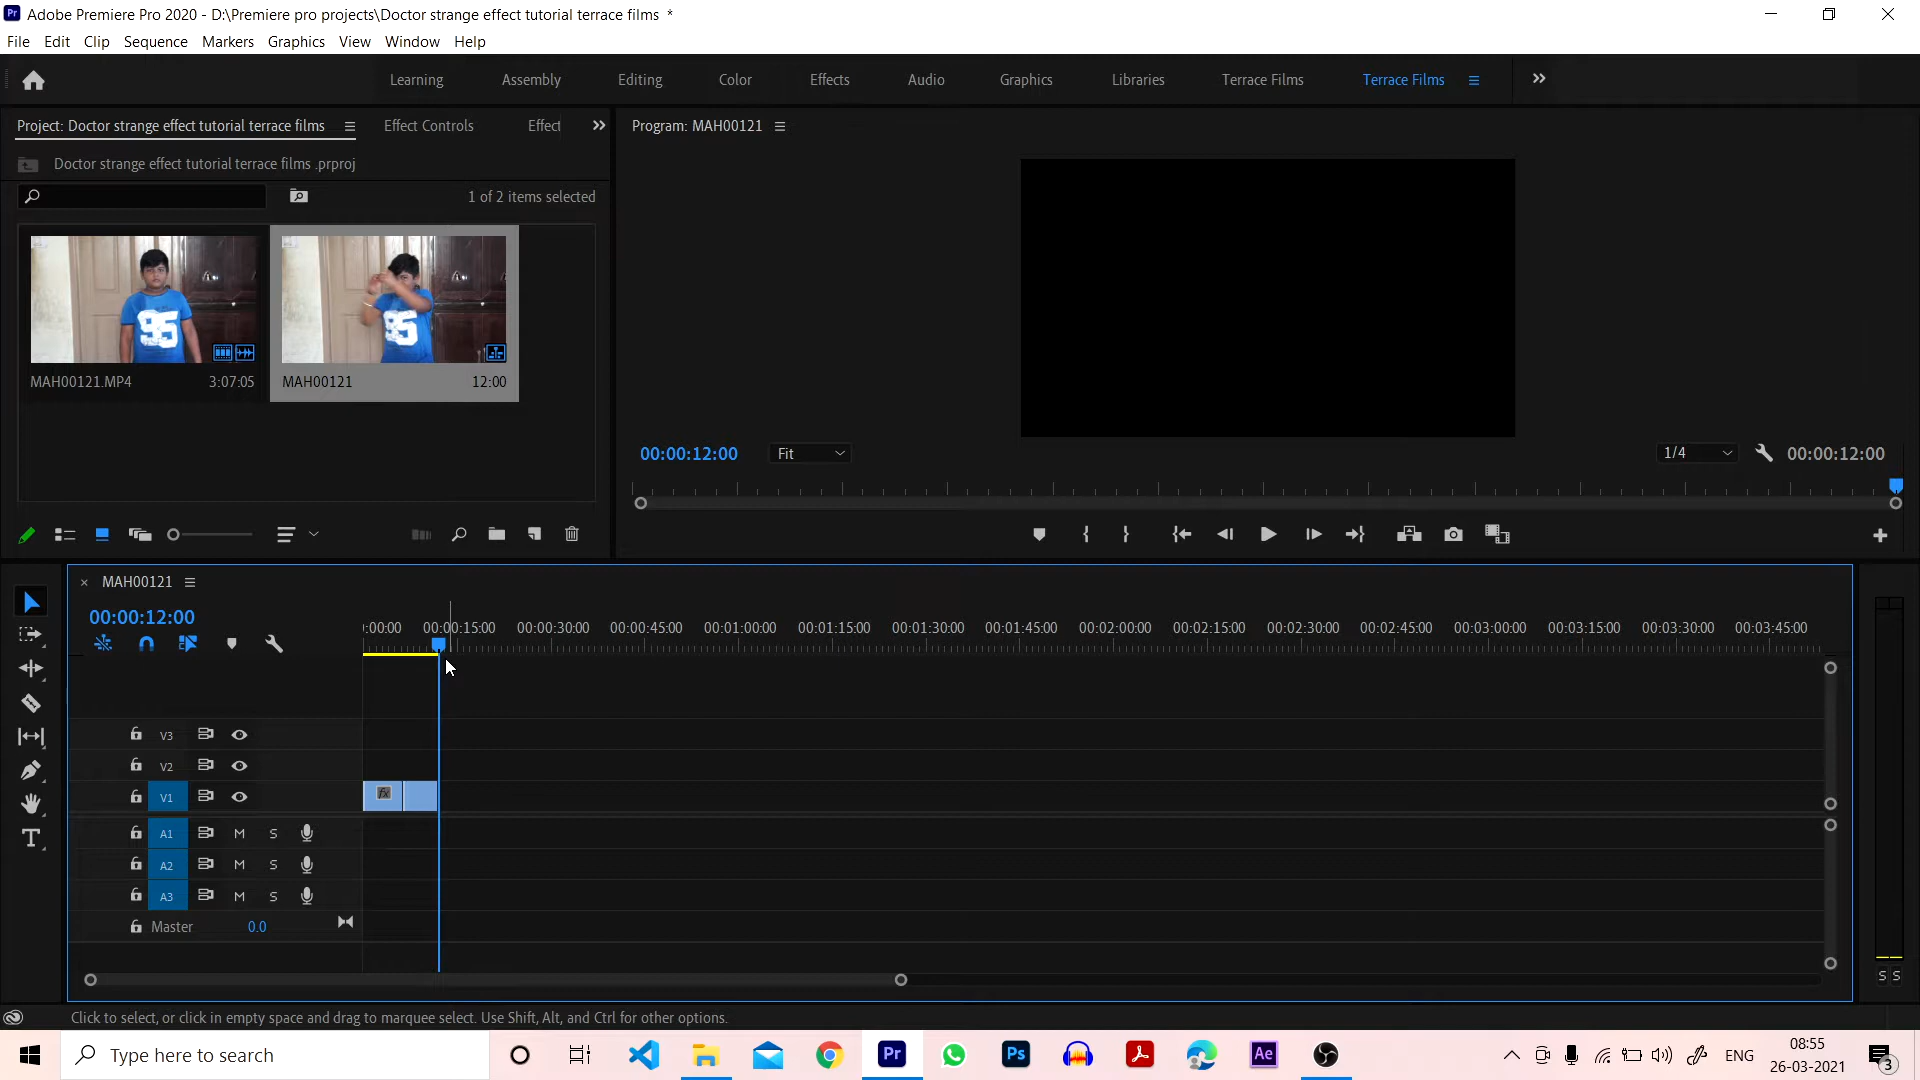 Pr Adobe Premiere Pro 2020 - D:\Premiere pro projects\Doctor strange effect tutorial terrace films *
File Edit Clip Sequence Markers Graphics View Window Help
Learning Assembly Editing Color Effects Audio Graphics Libraries Terrace Films Terrace Films
Project: Doctor strange effect tutorial terrace films Effect Controls Effect
Program: MAH00121
Doctor strange effect tutorial terrace films .prproj
1 of 2 items selected
95 95
MAH00121.MP4 3:07:05 MAH00121 12:00
00:00:12:00 Fit 1/4 00:00:12:00
MAH00121
00:00:12:00
:00:00 00:00:15:00 00:00:30:00 00:00:45:00 00:01:00:00 00:01:15:00 00:01:30:00 00:01:45:00 00:02:00:00 00:02:15:00 00:02:30:00 00:02:45:00 00:03:00:00 00:03:15:00 00:03:30:00 00:03:45:00
V3
V2
V1 fx
A1 M S
A2 M S
A3 M S
Master 0.0
S S
Click to select, or click in empty space and drag to marquee select. Use Shift, Alt, and Ctrl for other options.
Type here to search Pr Ps Ae ENG 08:55
26-03-2021 3